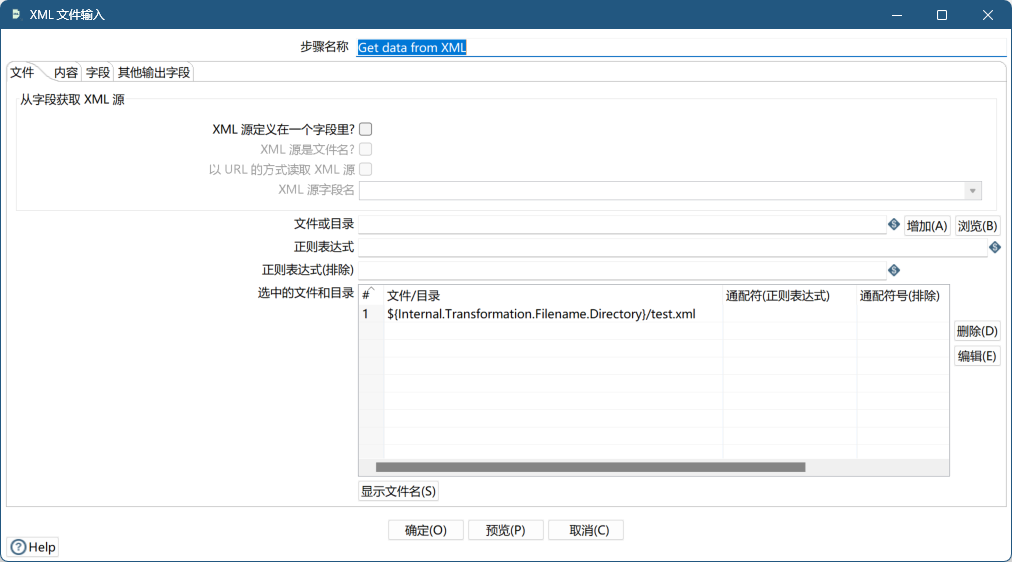 XML 文件输入
步骤名称 Get data from XML
文件 内容 字段 其他输出字段
从字段获取 XML 源
XML 源定义在一个字段里?
XML 源是文件名?
以 URL 的方式读取 XML 源
XML 源字段名
文件或目录 增加(A) 浏览(B)
正则表达式
正则表达式(排除)
选中的文件和目录 # 文件/目录 通配符(正则表达式) 通配符号(排除)
1 ${Internal.Transformation.Filename.Directory}/test.xml
删除(D)
编辑(E)
显示文件名(S)
确定(O) 预览(P) 取消(C)
Help